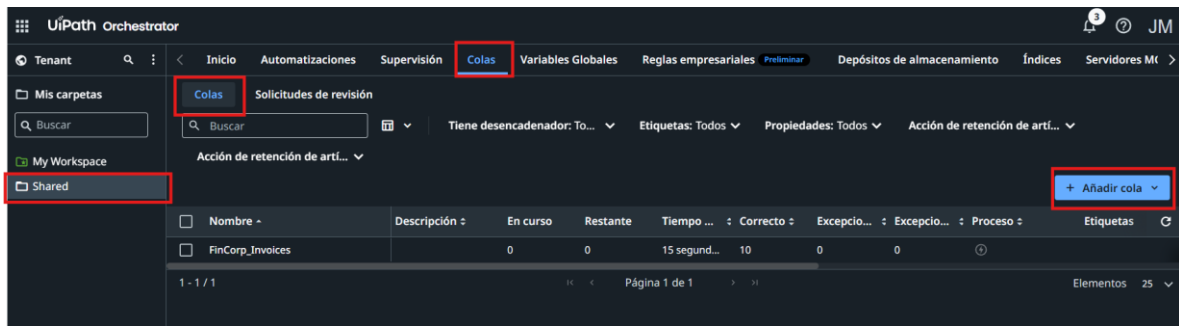 UiPath Orchestrator
3
JM
Tenant
Inicio Automatizaciones Supervisión Colas Variables Globales Reglas empresariales Preliminar Depósitos de almacenamiento Índices Servidores M
Mis carpetas
Colas Solicitudes de revisión
Buscar
Buscar Tiene desencadenador: To... Etiquetas: Todos Propiedades: Todos Acción de retención de artí...
My Workspace
Acción de retención de artí...
Shared
+ Añadir cola
Nombre Descripción En curso Restante Tiempo ... Correcto Excepcio... Excepcio... Proceso Etiquetas
FinCorp_Invoices 0 0 15 segund... 10 0 0
1 - 1 / 1 Página 1 de 1 Elementos 25